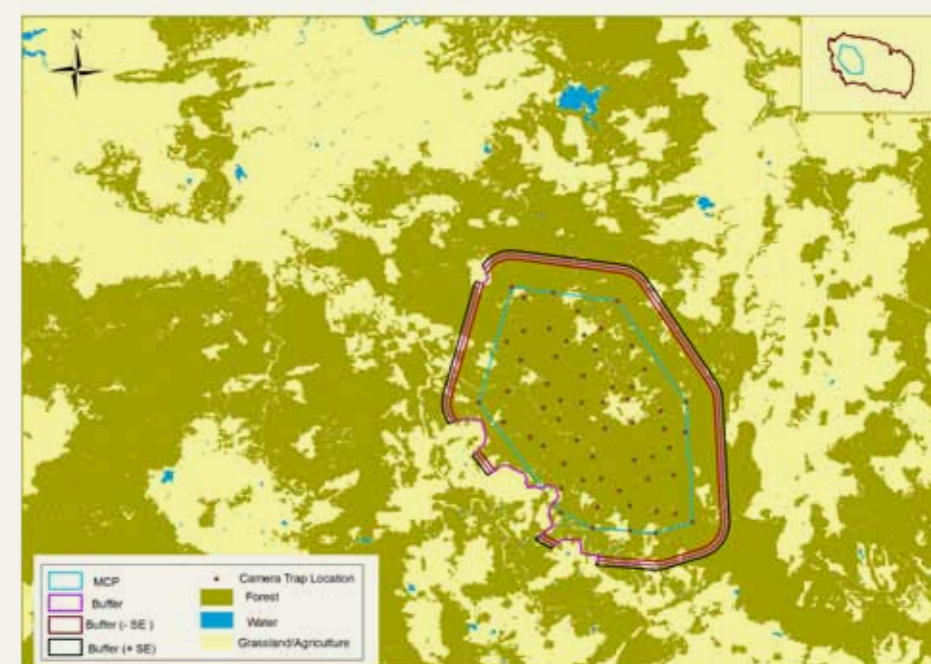 N
MCP
Buffer
Buffer (- SE )
Buffer (+ SE)
Camera Trap Location
Forest
Water
Grassland/Agriculture